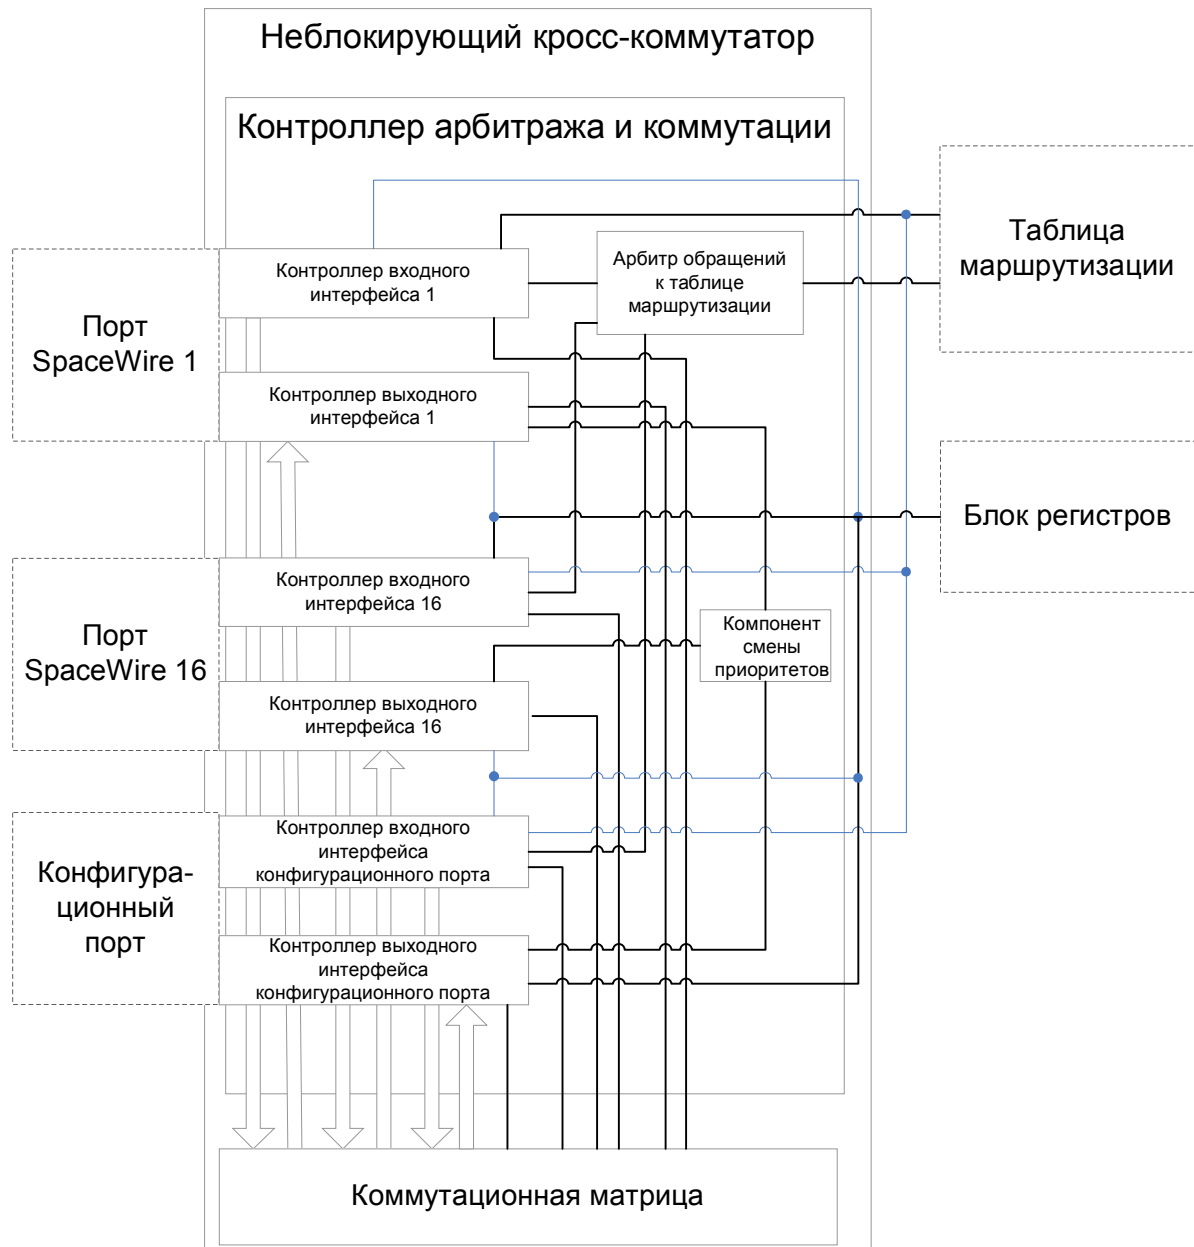 Неблокирующий кросс-коммутатор
Контроллер арбитража и коммутации
Таблица
маршрутизации
Контроллер входного
интерфейса 1
Арбитр обращений
к таблице
маршрутизации
Порт
SpaceWire 1
Контроллер выходного
интерфейса 1
Блок регистров
Контроллер входного
интерфейса 16
Порт
SpaceWire 16
Компонент
смены
приоритетов
Контроллер выходного
интерфейса 16
Контроллер входного
интерфейса
конфигурационного порта
Конфигура-
ционный
порт
Контроллер выходного
интерфейса
конфигурационного порта
Коммутационная матрица